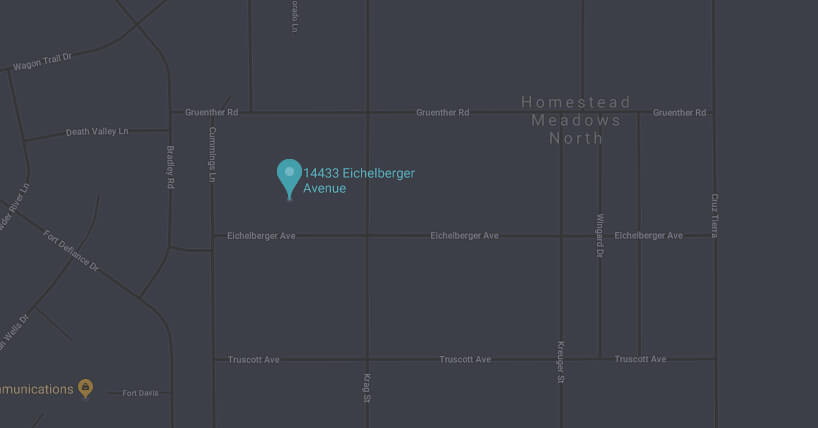 Wagon Trail Dr
Gruenther Rd
Gruenther Rd
Homestead
Meadows
North
Gruenther Rd
Death Valley Ln
Cummings Ln
Bradley Rd
14433 Eichelberger
Avenue
Cruz Tierra
Wingard Dr
Eichelberger Ave
Eichelberger Ave
Eichelberger Ave
Fort Defiance Dr
Truscott Ave
Truscott Ave
Truscott Ave
Kreuger St
Krag St
Fort Davis